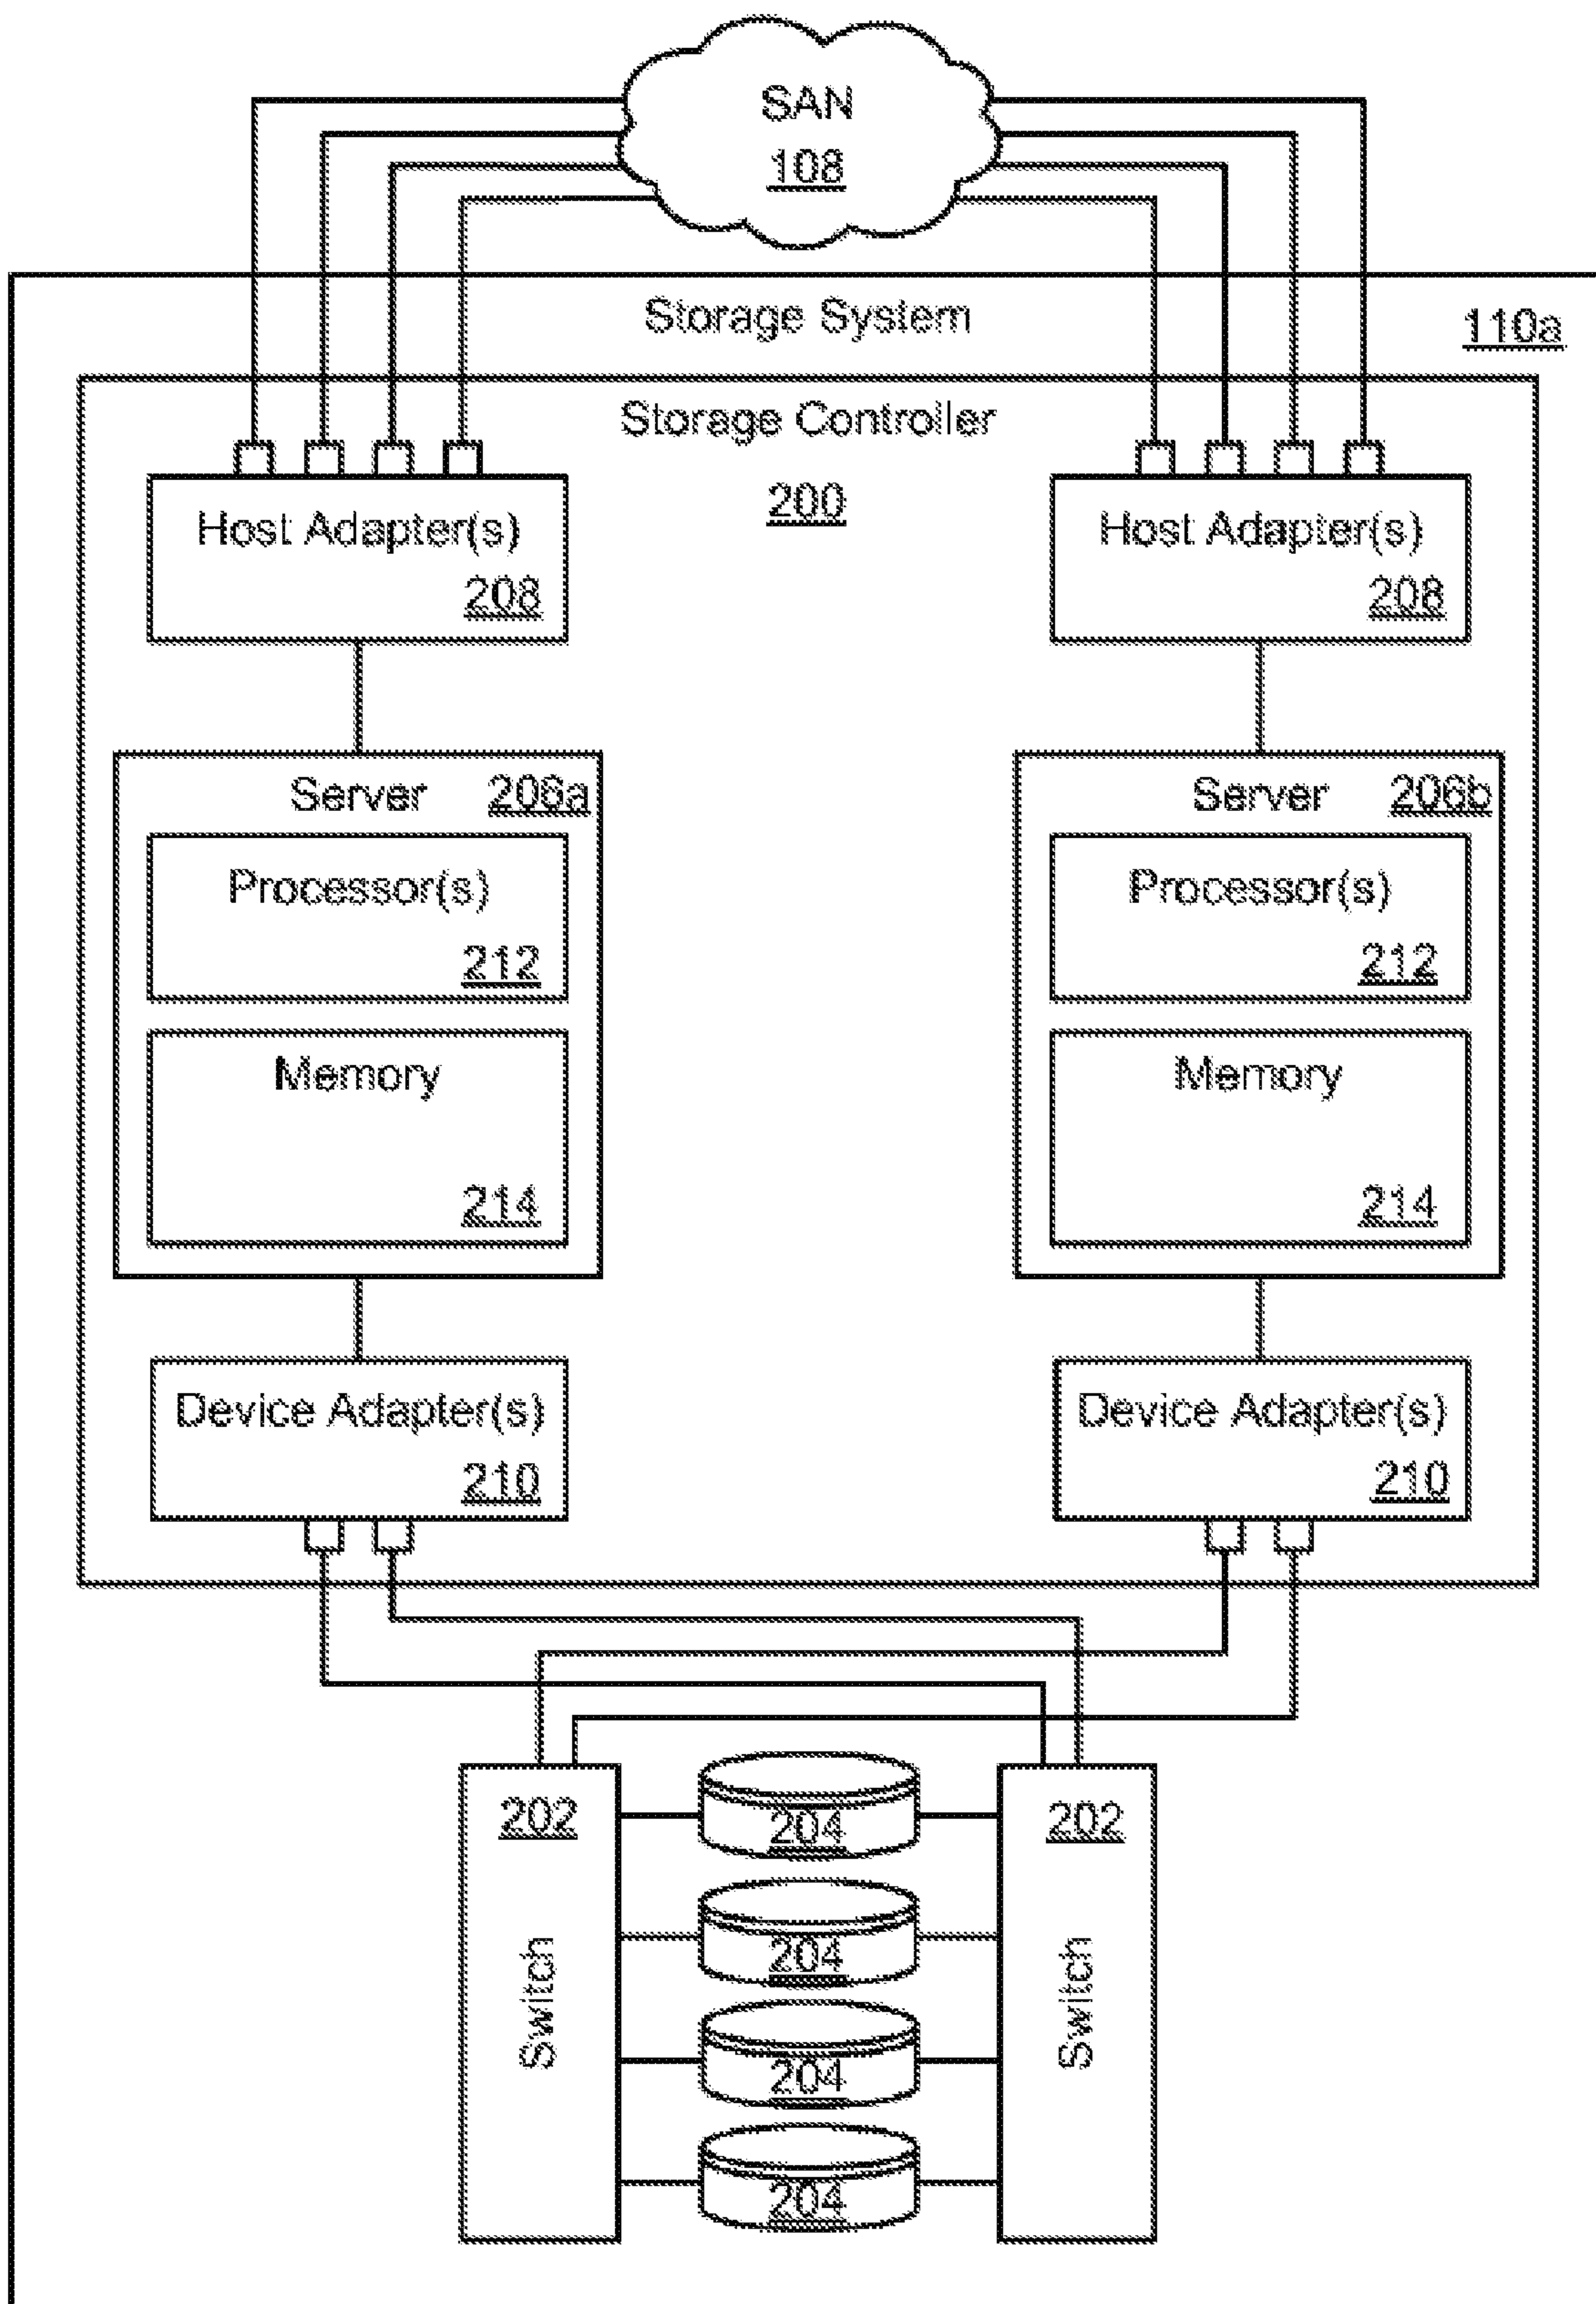 SAN
108
Storage System
110a
Storage Controller
200
Host Adapter(s)
208
Host Adapter(s)
208
Server 206a
Processor(s)
212
Memory
214
Server 206b
Processor(s)
212
Memory
214
Device Adapter(s)
210
Device Adapter(s)
210
202
Switch
204
204
204
204
202
Switch